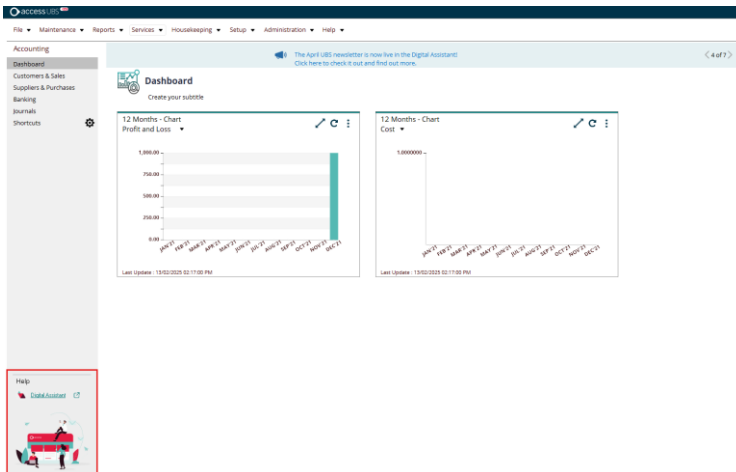 access UBS
File Maintenance Reports Services Housekeeping Setup Administration Help
Accounting
Dashboard
Customers & Sales
Suppliers & Purchases
Banking
Journals
Shortcuts
The April UBS newsletter is now live in the Digital Assistant!
Click here to check it out and find out more.
4 of 7
Dashboard
Create your subtitle
12 Months - Chart
Profit and Loss
1,000.00
750.00
500.00
250.00
0.00
JAN'21 FEB'21 MAR'21 APR'21 MAY'21 JUN'21 JUL'21 AUG'21 SEP'21 OCT'21 NOV'21 DEC'21
Last Update : 13/02/2025 02:17:00 PM
12 Months - Chart
Cost
1.0000000
JAN'21 FEB'21 MAR'21 APR'21 MAY'21 JUN'21 JUL'21 AUG'21 SEP'21 OCT'21 NOV'21 DEC'21
Last Update : 13/02/2025 02:17:00 PM
Help
Digital Assistant